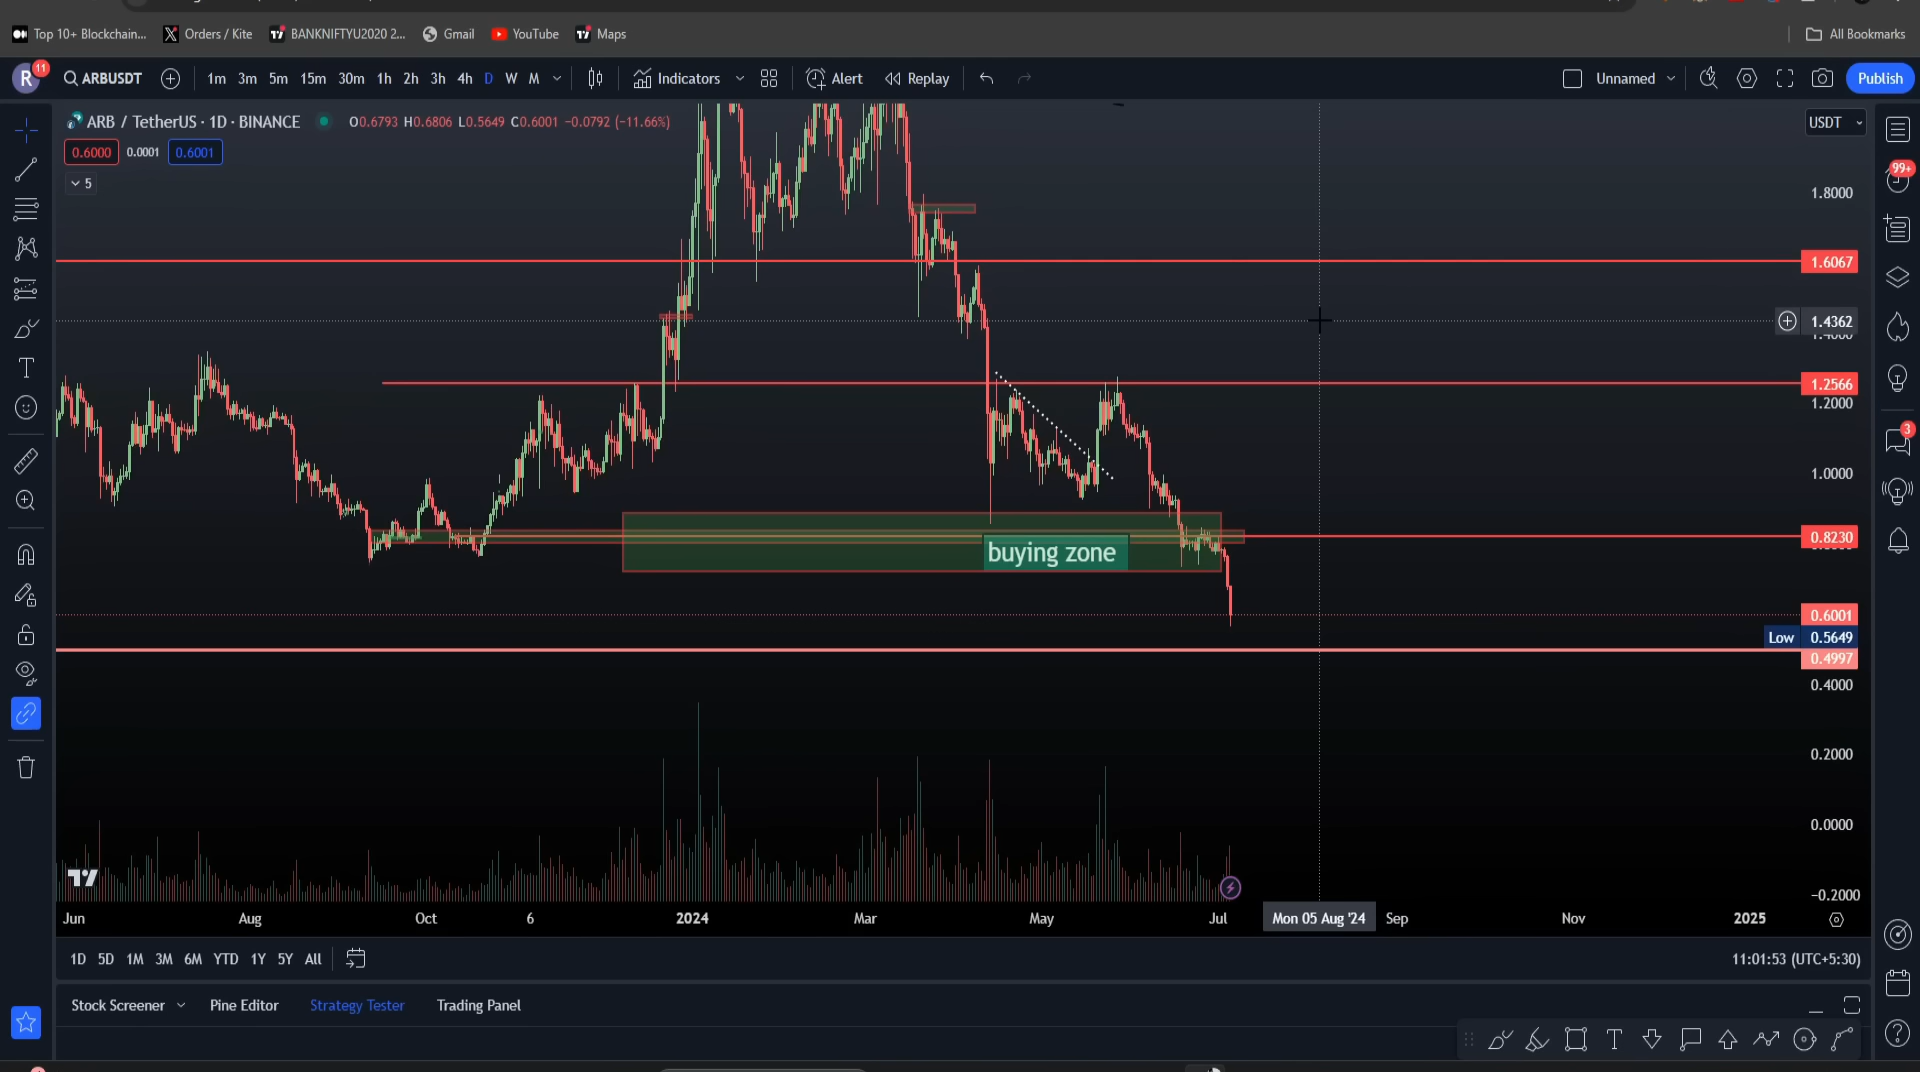 Top 10+ Blockchain... Orders / Kite BANKNIFTYU2020 2... Gmail YouTube Maps All Bookmarks
R 11 ARBUSDT 1m 3m 5m 15m 30m 1h 2h 3h 4h D W M Indicators Alert Replay Unnamed Publish
ARB / TetherUS · 1D · BINANCE O0.6793 H0.6806 L0.5649 C0.6001 −0.0792 (−11.66%) USDT
0.6000 0.0001 0.6001
5
99+
1.8000
1.6067
1.4362
1.2566
1.2000
3
1.0000
0.8230
buying zone
0.6001
Low 0.5649
0.4997
0.4000
0.2000
0.0000
−0.2000
Jun Aug Oct 6 2024 Mar May Jul Mon 05 Aug '24 Sep Nov 2025
1D 5D 1M 3M 6M YTD 1Y 5Y All 11:01:53 (UTC+5:30)
Stock Screener Pine Editor Strategy Tester Trading Panel